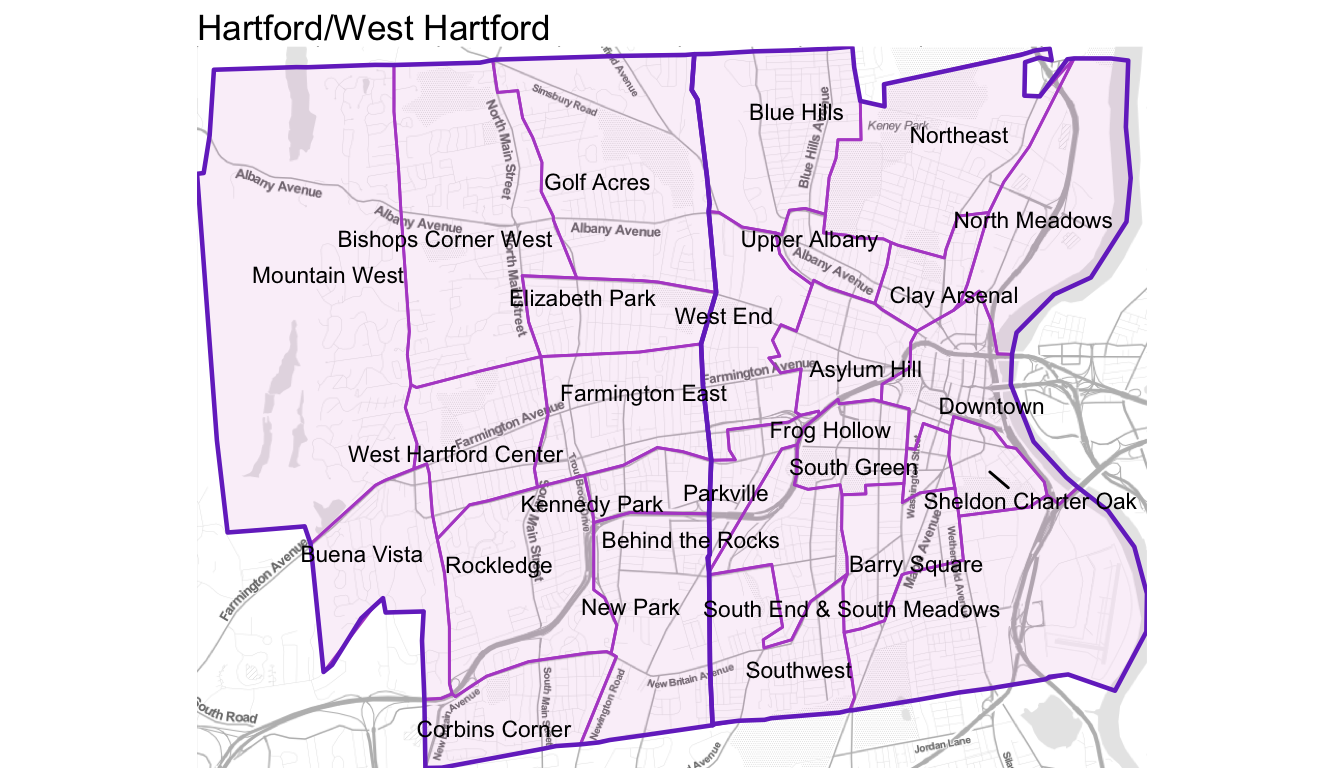 Hartford/West Hartford
Simsbury Road
Blue Hills
Blue Hills Avenue
Keney Park
Northeast
North Main Street
Golf Acres
Albany Avenue
Albany Avenue
Albany Avenue
North Meadows
Bishops Corner West
Upper Albany
Albany Avenue
Mountain West
North Main Street
Elizabeth Park
Clay Arsenal
West End
Farmington Avenue
Asylum Hill
Farmington East
Downtown
Farmington Avenue
Frog Hollow
West Hartford Center
South Green
Washington Street
Trout Brook Drive
Kennedy Park
Parkville
Sheldon Charter Oak
South Main Street
Behind the Rocks
Main Avenue
Buena Vista
Rockledge
Barry Square
Farmington Avenue
New Park
South End & South Meadows
Southwest
New Britain Avenue
Newington Road
South Main Street
South Road
Corbins Corner
Jordan Lane